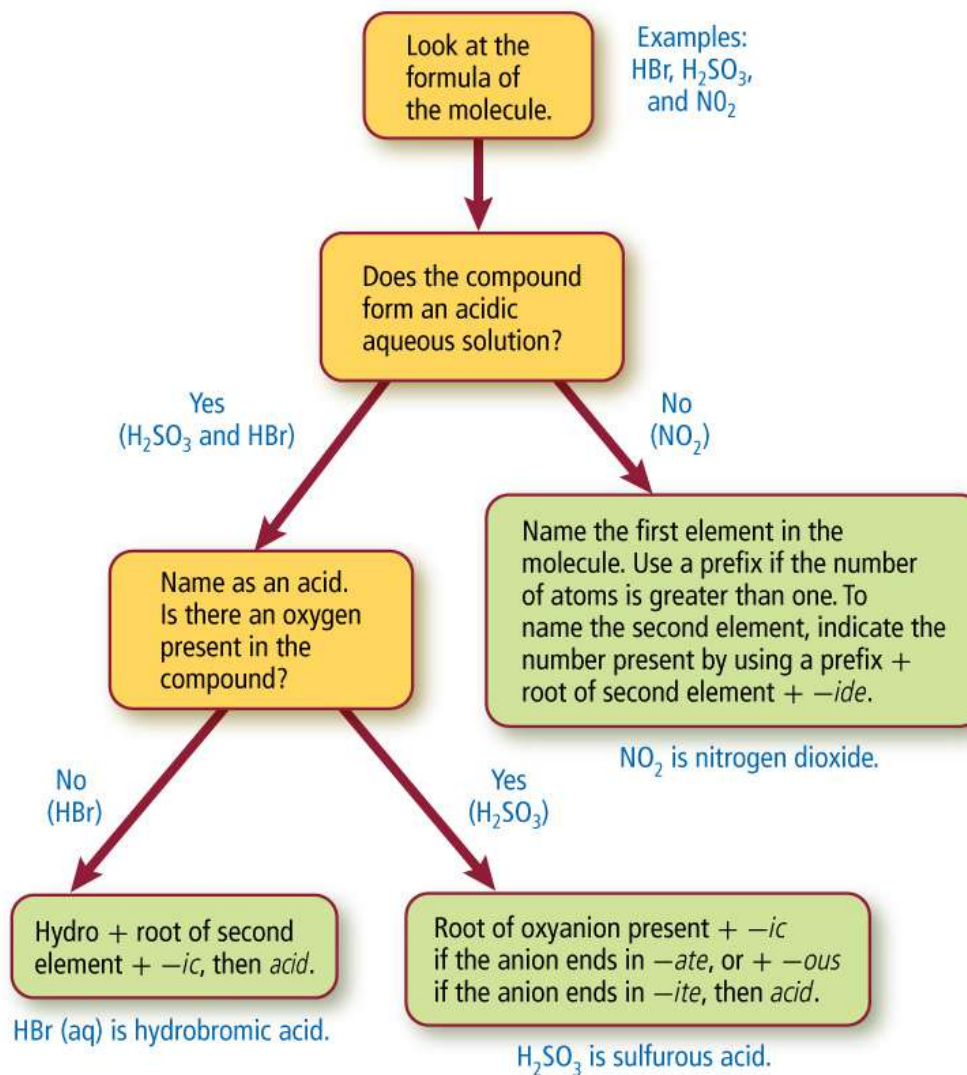 Look at the
formula of
the molecule.
Examples:
HBr, H₂SO₃,
and N0₂
Does the compound
form an acidic
aqueous solution?
Yes
(H₂SO₃ and HBr)
No
(NO₂)
Name as an acid.
Is there an oxygen
present in the
compound?
Name the first element in the
molecule. Use a prefix if the number
of atoms is greater than one. To
name the second element, indicate the
number present by using a prefix +
root of second element + −ide.
NO₂ is nitrogen dioxide.
No
(HBr)
Yes
(H₂SO₃)
Hydro + root of second
element + −ic, then acid.
HBr (aq) is hydrobromic acid.
Root of oxyanion present + −ic
if the anion ends in −ate, or + −ous
if the anion ends in −ite, then acid.
H₂SO₃ is sulfurous acid.